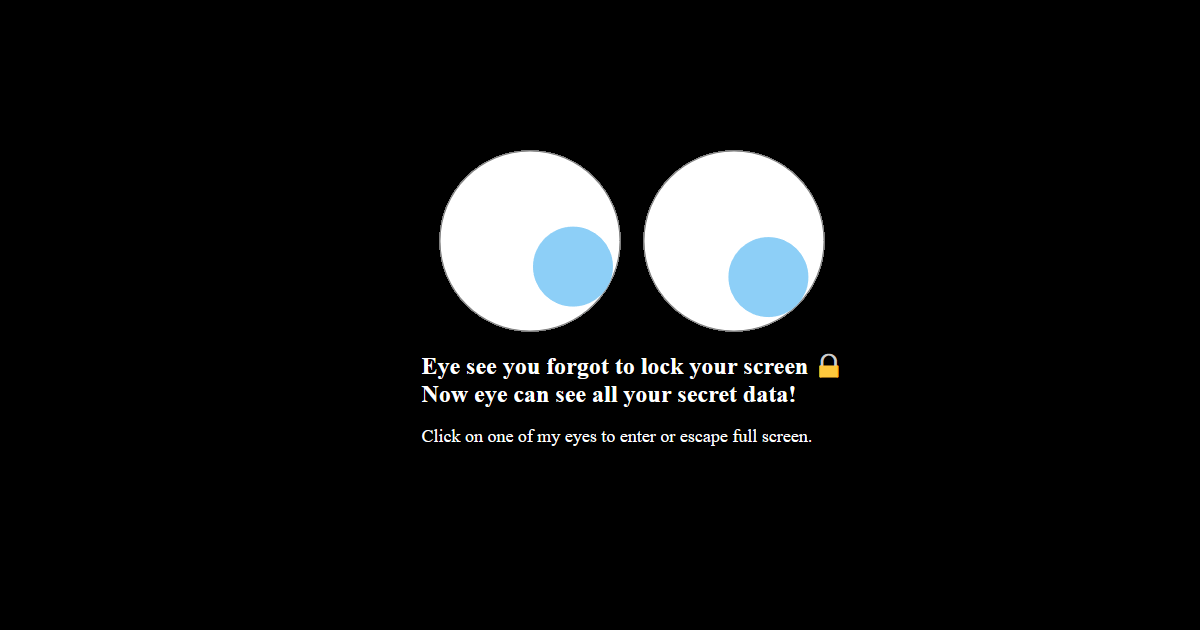 Eye see you forgot to lock your screen 🔒
Now eye can see all your secret data!
Click on one of my eyes to enter or escape full screen.